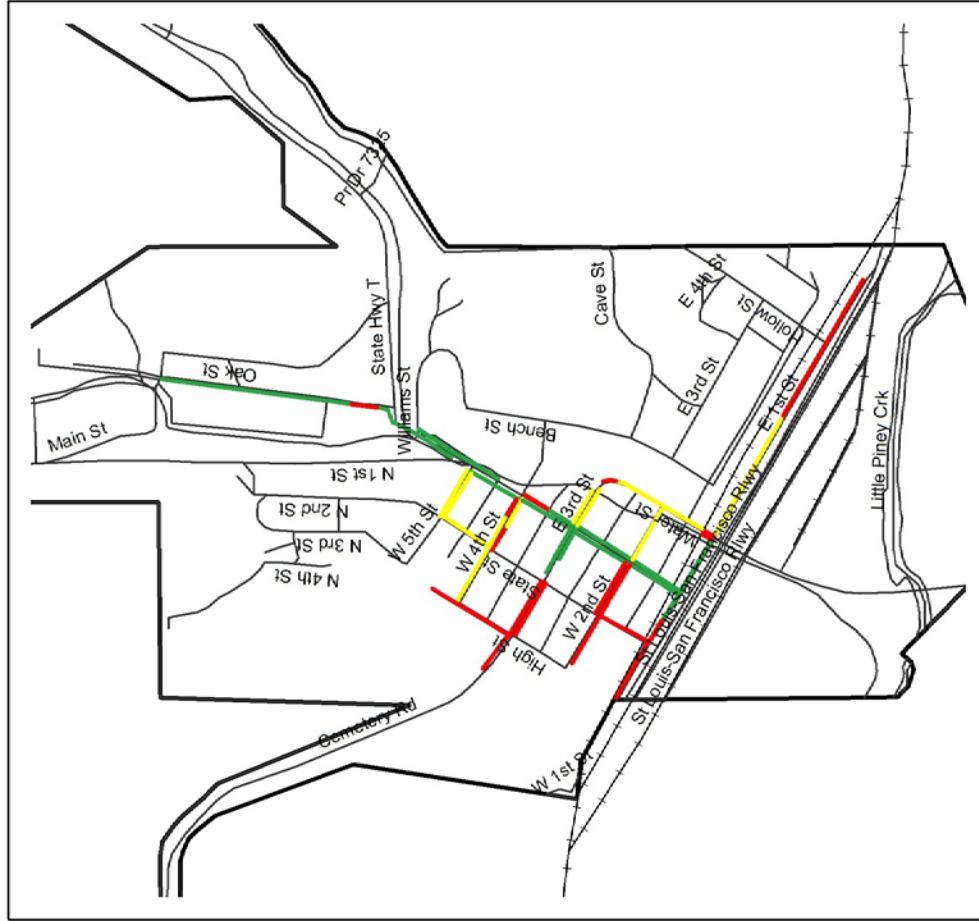 Pr Dr 7335
State Hwy T
Cave St
E 4th St
Hollow St
Oak St
E 3rd St
Williams St
Main St
Bench St
E 1st St
N 1st St
Little Piney Crk
E 3rd St
W 5th St
N 2nd St
W 4th St
Water St
N 3rd St
State St
St Louis-San Francisco Rlwy
N 4th St
W 2nd St
St Louis-San Francisco Rlwy
High St
Cemetery Rd
W 1st St